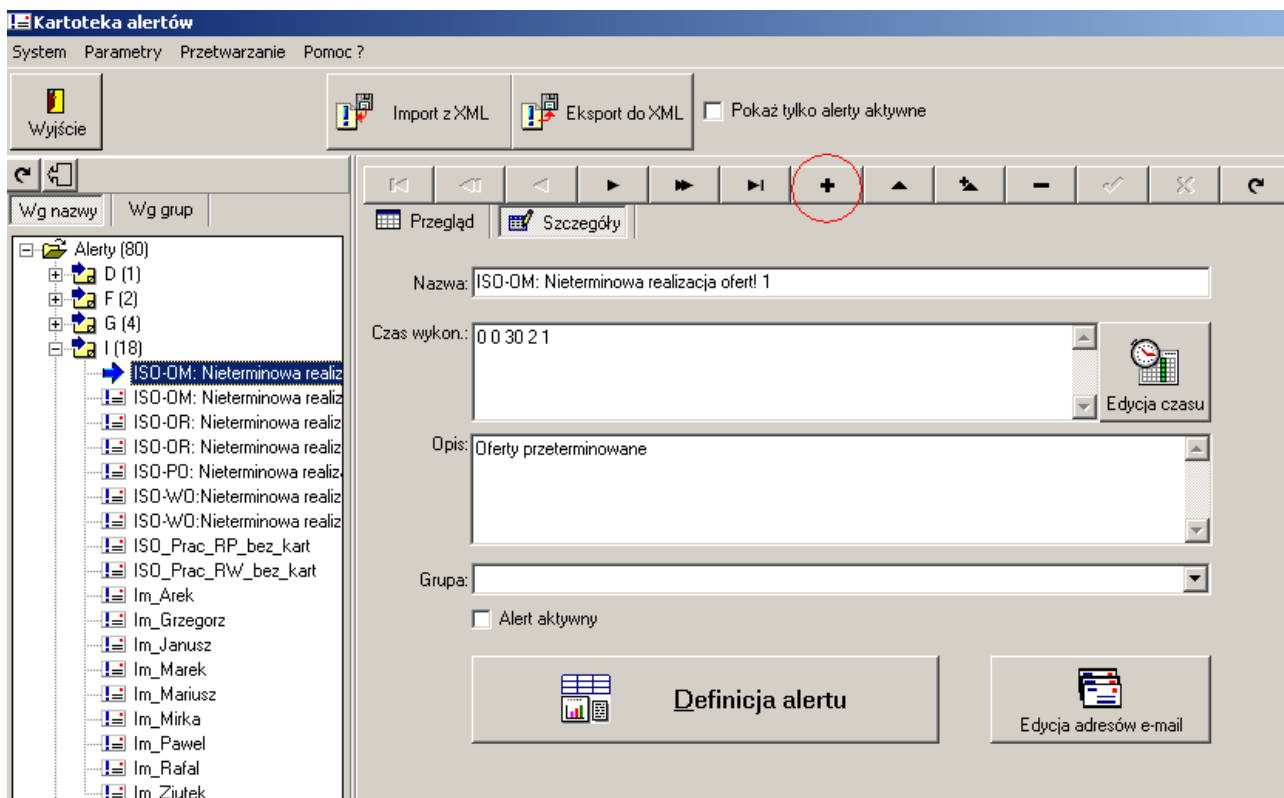 Kartoteka alertów
System Parametry Przetwarzanie Pomoc ?
Wyjście
Import z XML
Eksport do XML
Pokaż tylko alerty aktywne
Wg nazwy
Wg grup
Alerty (80)
D (1)
F (2)
G (4)
I (18)
ISO-OM: Nieterminowa realiz
ISO-OM: Nieterminowa realiz
ISO-OR: Nieterminowa realiz
ISO-OR: Nieterminowa realiz
ISO-PO: Nieterminowa realiz
ISO-WO:Nieterminowa realiz
ISO-WO:Nieterminowa realiz
ISO_Prac_RP_bez_kart
ISO_Prac_RW_bez_kart
Im_Arek
Im_Grzegorz
Im_Janusz
Im_Marek
Im_Mariusz
Im_Mirka
Im_Pawel
Im_Rafal
Im_Ziutek
Przegląd
Szczegóły
Nazwa: ISO-OM: Nieterminowa realizacja ofert! 1
Czas wykon.: 0 0 30 2 1
Edycja czasu
Opis: Oferty przeterminowane
Grupa:
Alert aktywny
Definicja alertu
Edycja adresów e-mail